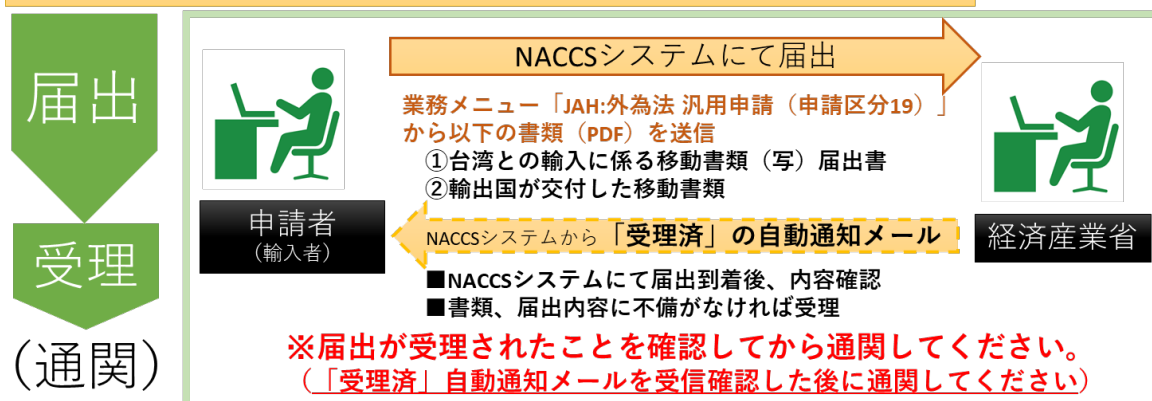 届出
NACCSシステムにて届出
業務メニュー「JAH:外為法 汎用申請（申請区分19）」
から以下の書類（PDF）を送信
①台湾との輸入に係る移動書類（写）届出書
②輸出国が交付した移動書類
申請者
（輸入者）
NACCSシステムから「受理済」の自動通知メール
経済産業省
受理
■NACCSシステムにて届出到着後、内容確認
■書類、届出内容に不備がなければ受理
(通関)
※届出が受理されたことを確認してから通関してください。
（「受理済」自動通知メールを受信確認した後に通関してください）